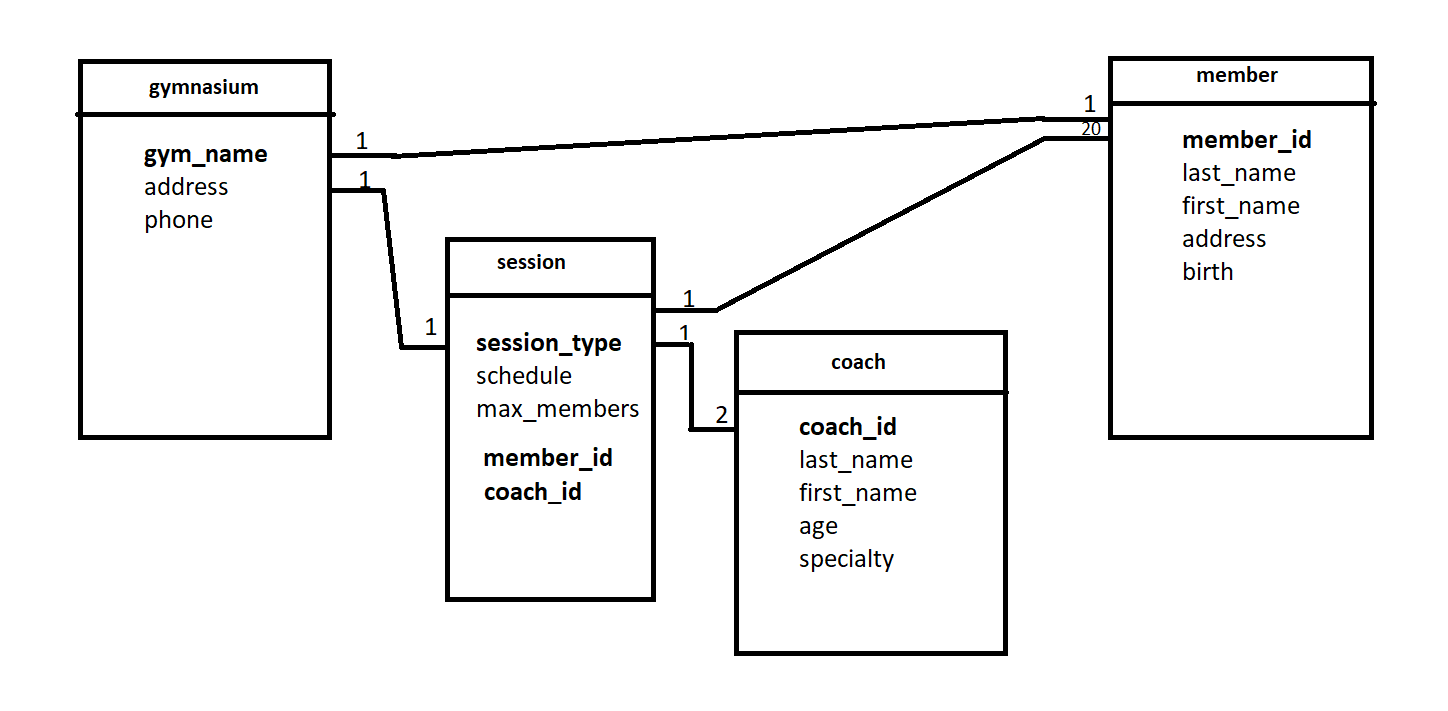 gymnasium
gym_name
address
phone
1
1
member
1
20
member_id
last_name
first_name
address
birth
session
1
1
1
session_type
schedule
max_members
member_id
coach_id
coach
2
coach_id
last_name
first_name
age
specialty